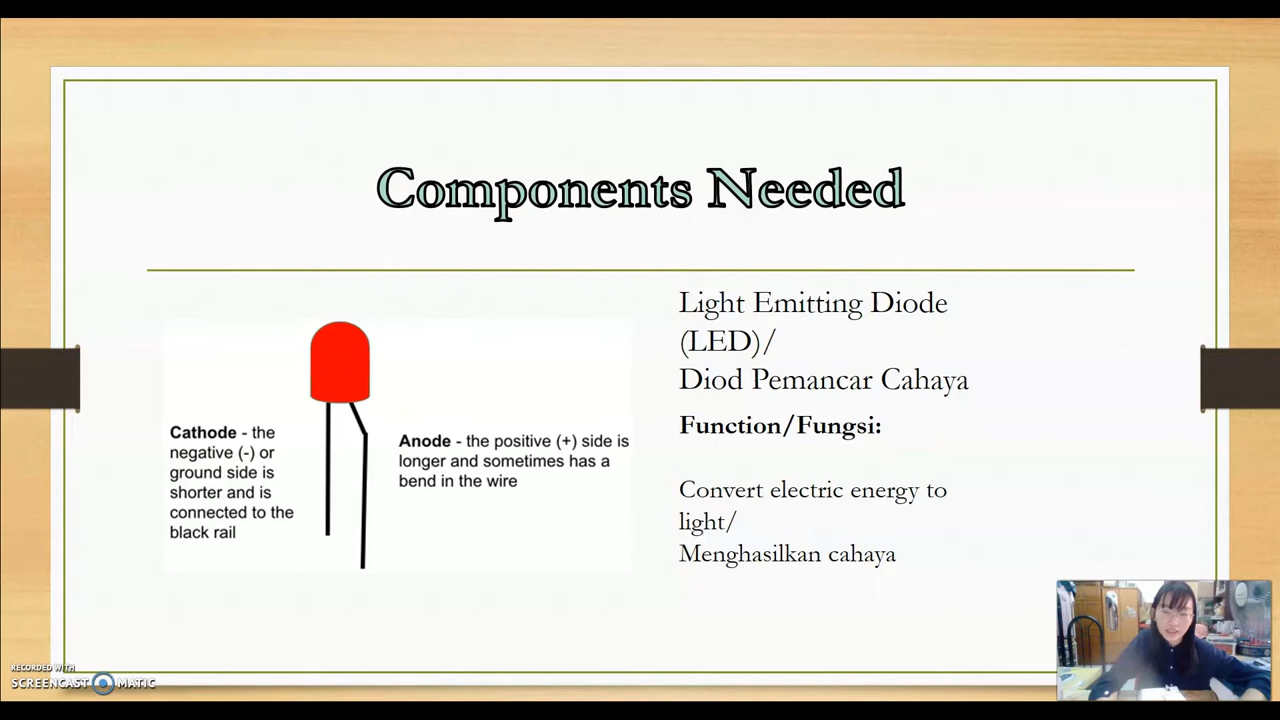 Components Needed
Light Emitting Diode
(LED)/
Diod Pemancar Cahaya
Function/Fungsi:
Convert electric energy to
light/
Menghasilkan cahaya
Cathode - the
negative (-) or
ground side is
shorter and is
connected to the
black rail
Anode - the positive (+) side is
longer and sometimes has a
bend in the wire
RECORDED WITH
SCREENCAST MATIC